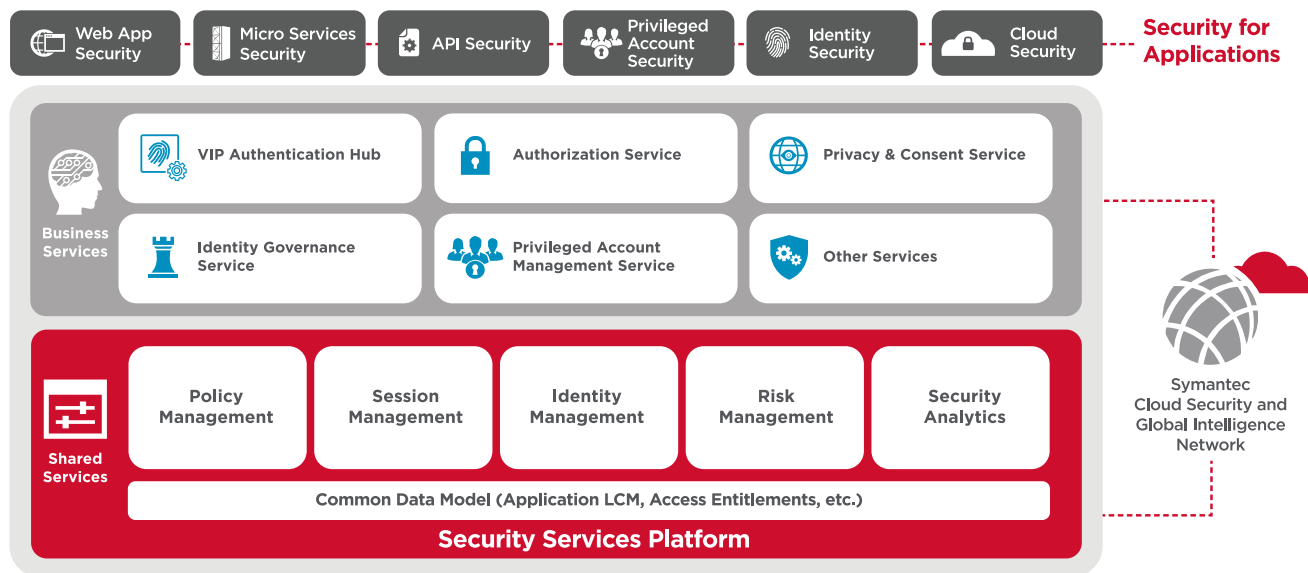 Web App
Security
Micro Services
Security
API Security
Privileged
Account
Security
Identity
Security
Cloud
Security
Security for
Applications
Business
Services
VIP Authentication Hub
Authorization Service
Privacy & Consent Service
Identity Governance
Service
Privileged Account
Management Service
Other Services
Shared
Services
Policy
Management
Session
Management
Identity
Management
Risk
Management
Security
Analytics
Common Data Model (Application LCM, Access Entitlements, etc.)
Security Services Platform
Symantec
Cloud Security and
Global Intelligence
Network